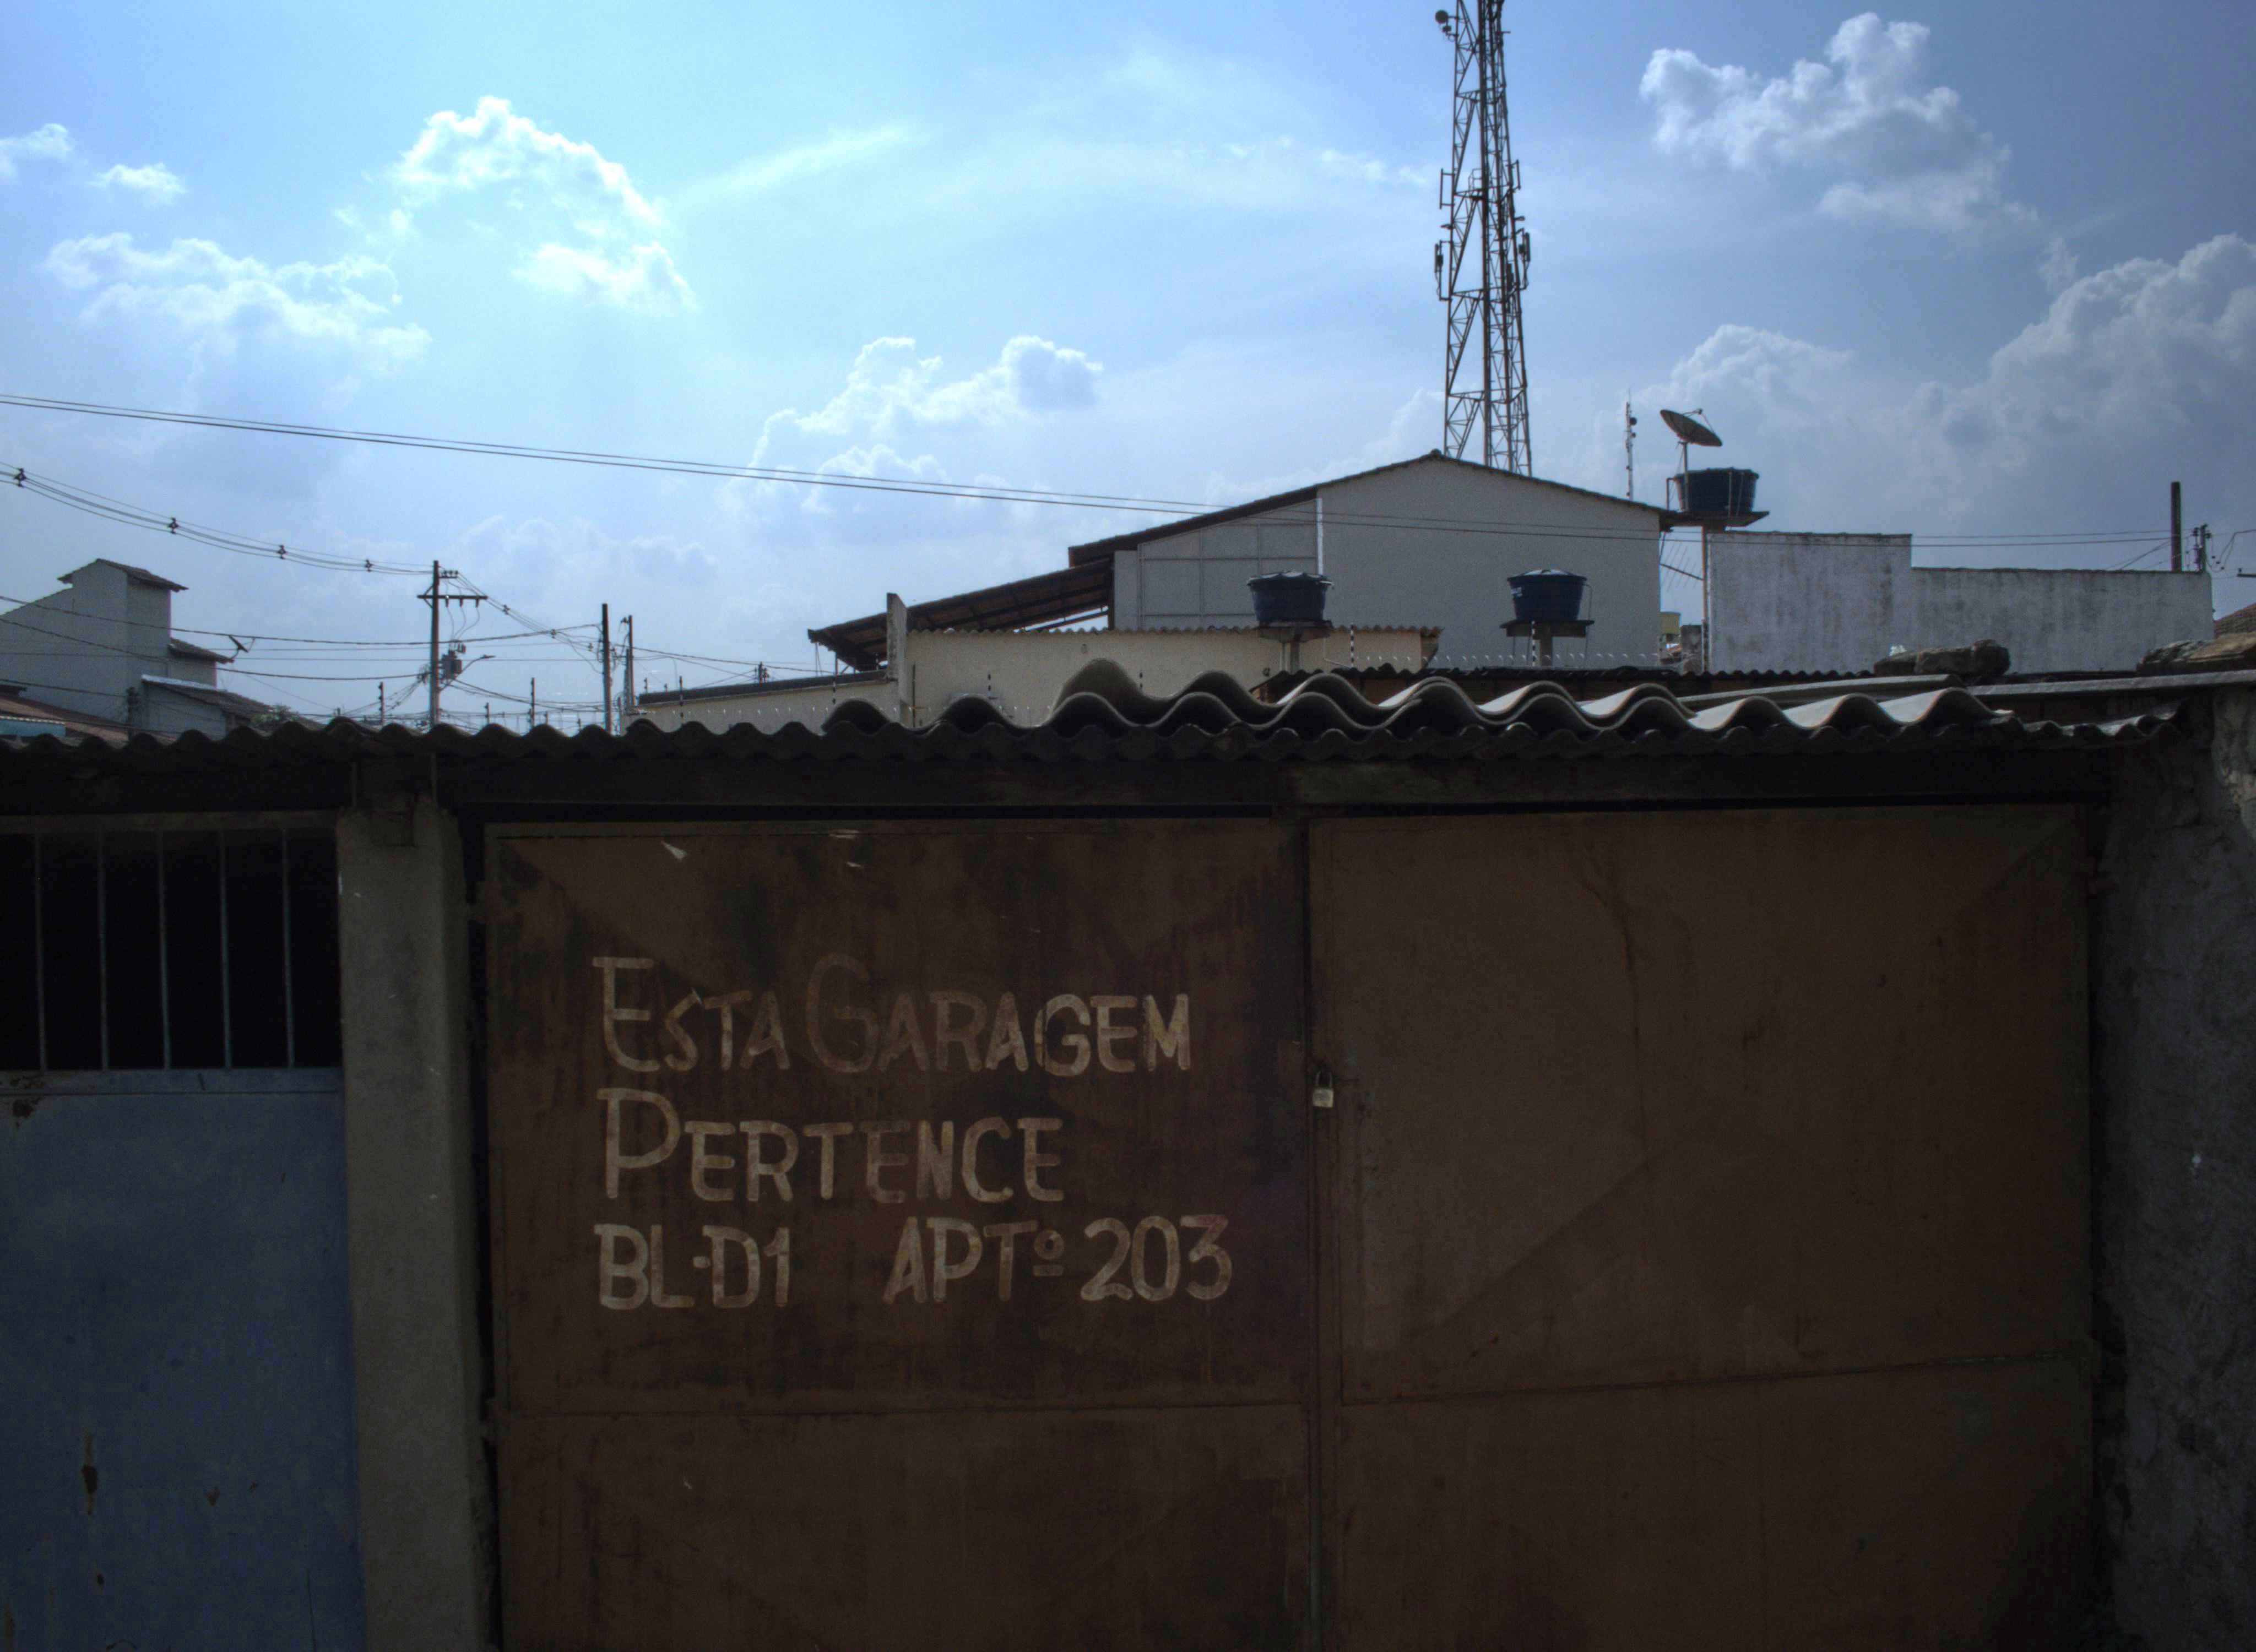 ESTA GARAGEM
PERTENCE
BL-D1 APTº 203